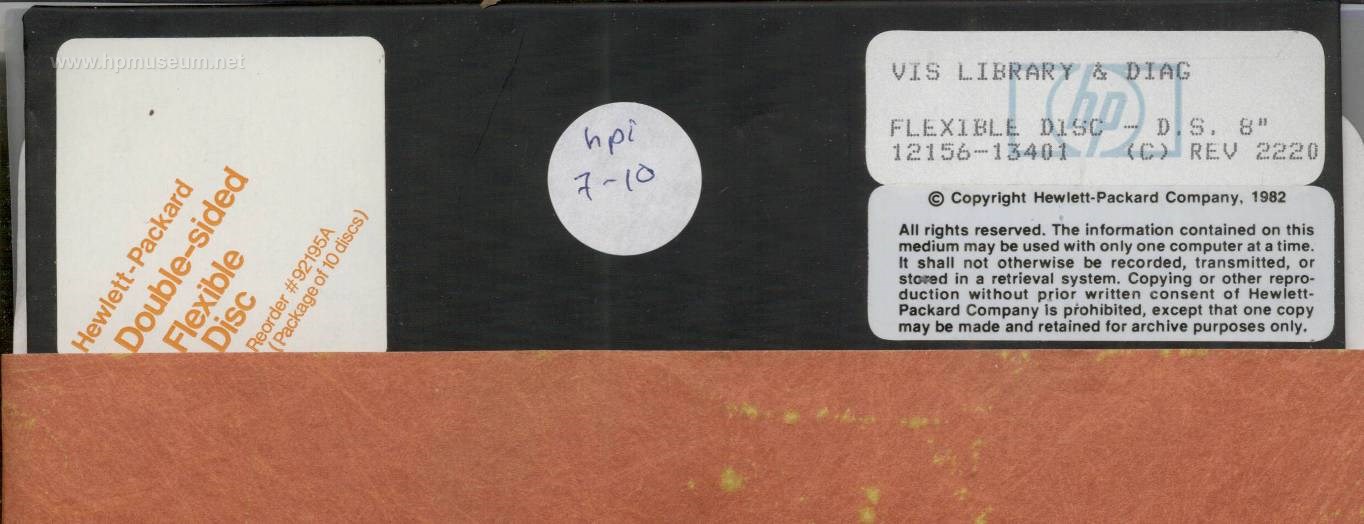 www.hpmuseum.net
Hewlett-Packard
Double-sided
Flexible
Disc
Reorder #92195A
(Package of 10 discs)
hpi
7-10
hp
VIS LIBRARY & DIAG
FLEXIBLE DISC - D.S. 8"
12156-13401 (C) REV 2220
© Copyright Hewlett-Packard Company, 1982
All rights reserved. The information contained on this
medium may be used with only one computer at a time.
It shall not otherwise be recorded, transmitted, or
stored in a retrieval system. Copying or other repro-
duction without prior written consent of Hewlett-
Packard Company is prohibited, except that one copy
may be made and retained for archive purposes only.